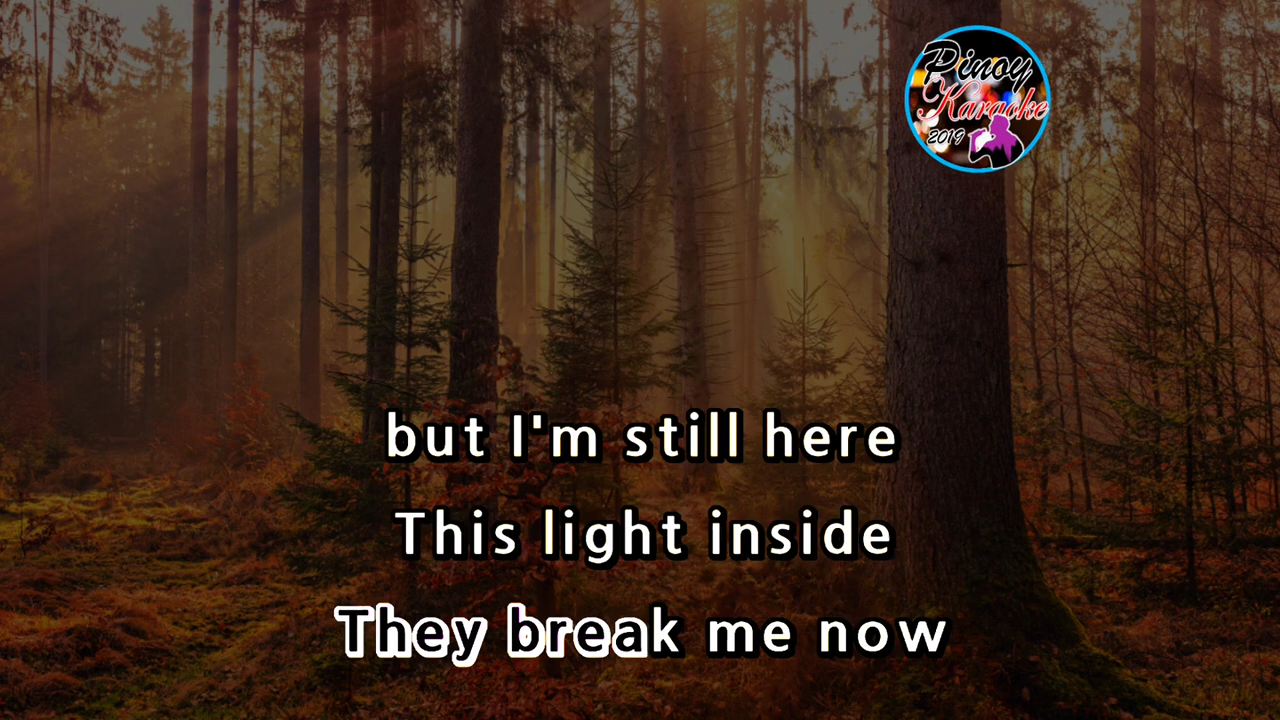 Pinoy
Karaoke
2019
but I'm still here
This light inside
They break me now